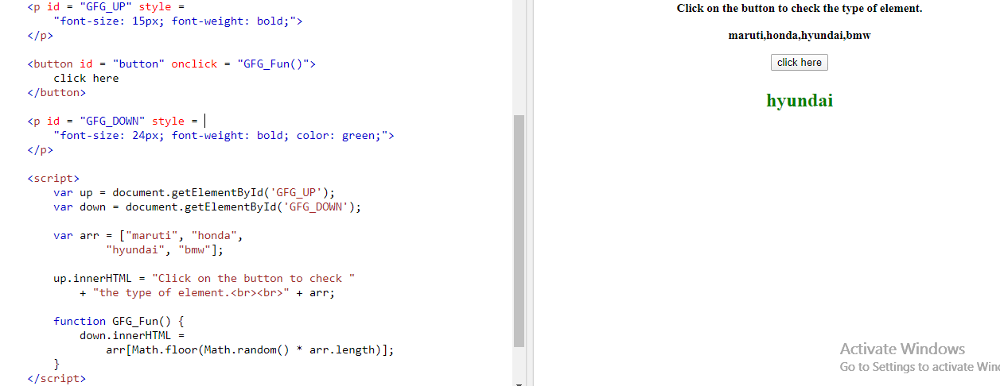 <p id = "GFG_UP" style =
"font-size: 15px; font-weight: bold;">
</p>
<button id = "button" onclick = "GFG_Fun()">
click here
</button>
<p id = "GFG_DOWN" style =
"font-size: 24px; font-weight: bold; color: green;">
</p>
<script>
var up = document.getElementById('GFG_UP');
var down = document.getElementById('GFG_DOWN');
var arr = ["maruti", "honda",
"hyundai", "bmw"];
up.innerHTML = "Click on the button to check "
+ "the type of element.<br><br>" + arr;
function GFG_Fun() {
down.innerHTML =
arr[Math.floor(Math.random() * arr.length)];
}
</script>
Click on the button to check the type of element.
maruti,honda,hyundai,bmw
click here
hyundai
Activate Windows
Go to Settings to activate Win